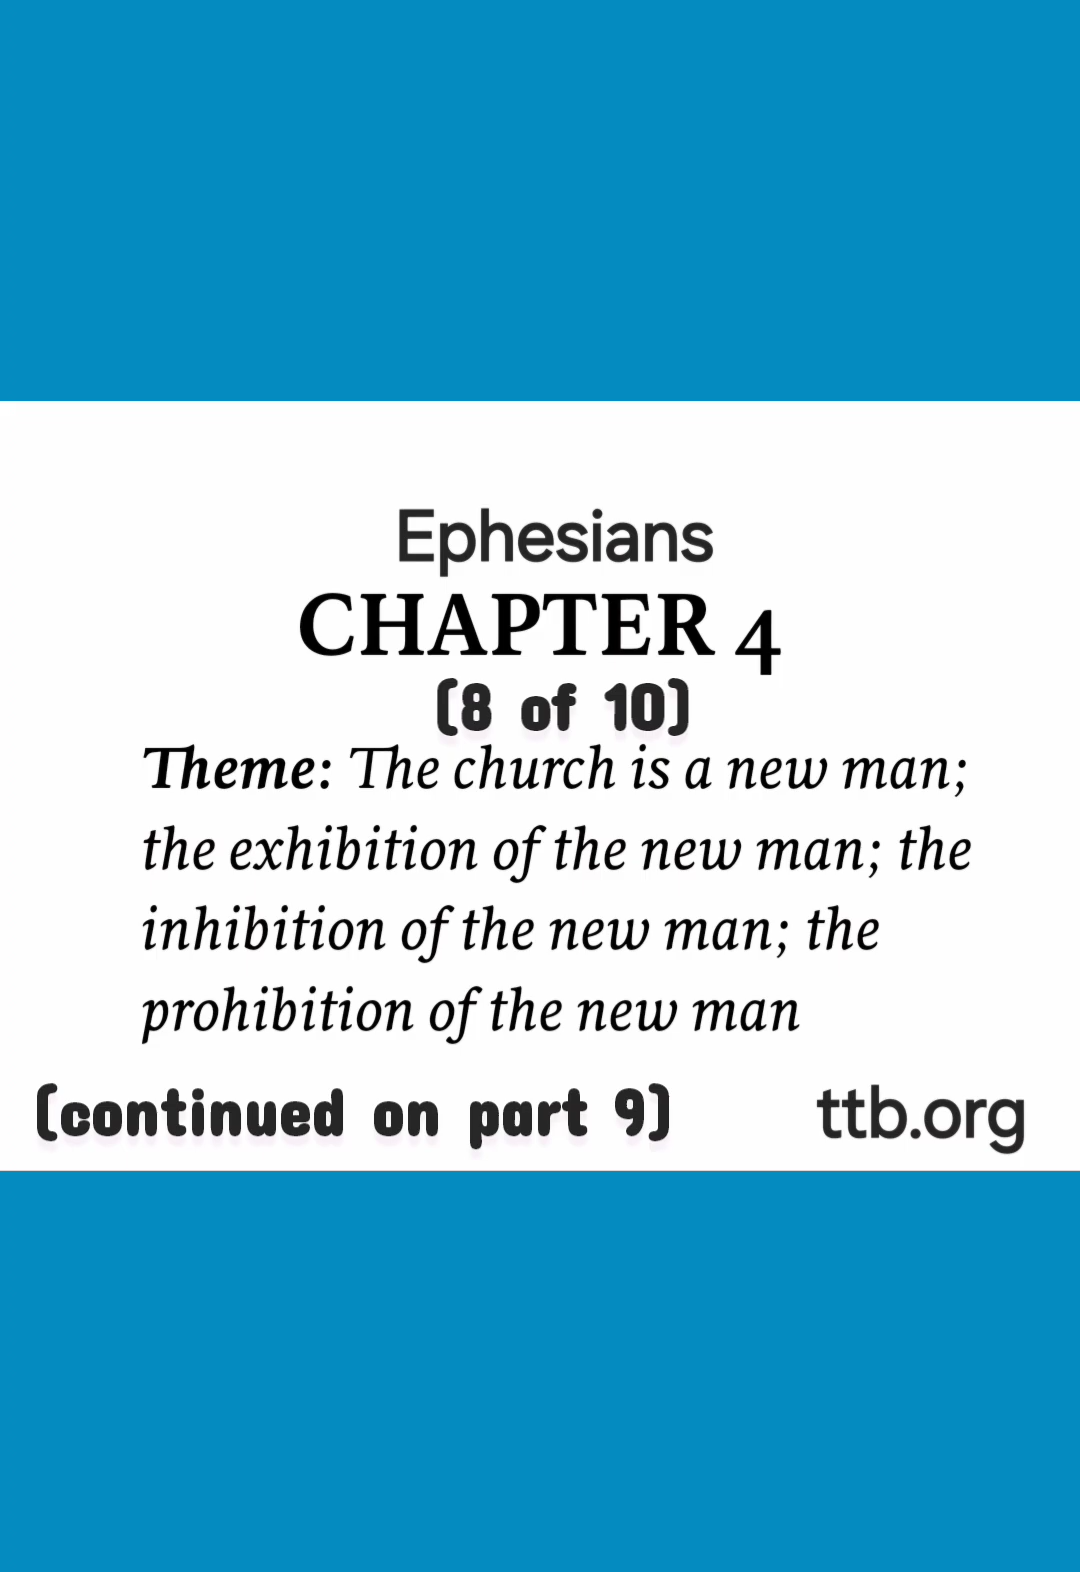 Ephesians
CHAPTER 4
(8 of 10)
Theme: The church is a new man;
the exhibition of the new man; the
inhibition of the new man; the
prohibition of the new man
(continued on part 9)
ttb.org